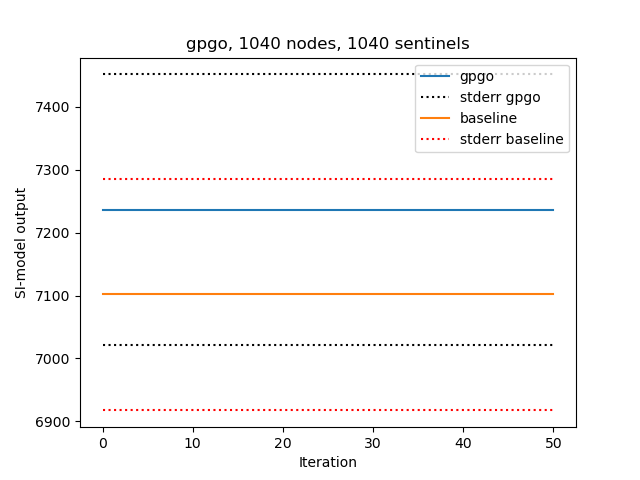 gpgo, 1040 nodes, 1040 sentinels
gpgo
stderr gpgo
baseline
stderr baseline
SI-model output
7400
7300
7200
7100
7000
6900
0 10 20 30 40 50
Iteration